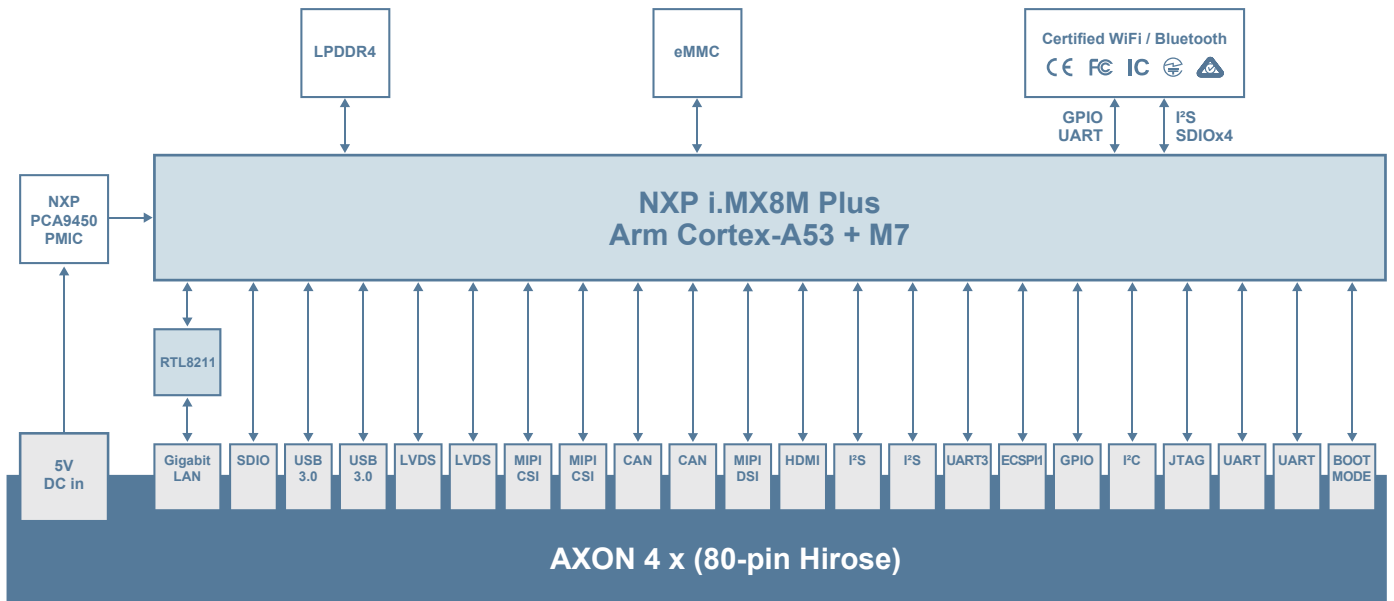 LPDDR4
eMMC
Certified WiFi / Bluetooth
CE FC IC
GPIO
UART
I²S
SDIOx4
NXP
PCA9450
PMIC
NXP i.MX8M Plus
Arm Cortex-A53 + M7
RTL8211
5V
DC in
Gigabit
LAN
SDIO
USB
3.0
USB
3.0
LVDS
LVDS
MIPI
CSI
MIPI
CSI
CAN
CAN
MIPI
DSI
HDMI
I²S
I²S
UART3
ECSPI1
GPIO
I²C
JTAG
UART
UART
BOOT
MODE
AXON 4 x (80-pin Hirose)